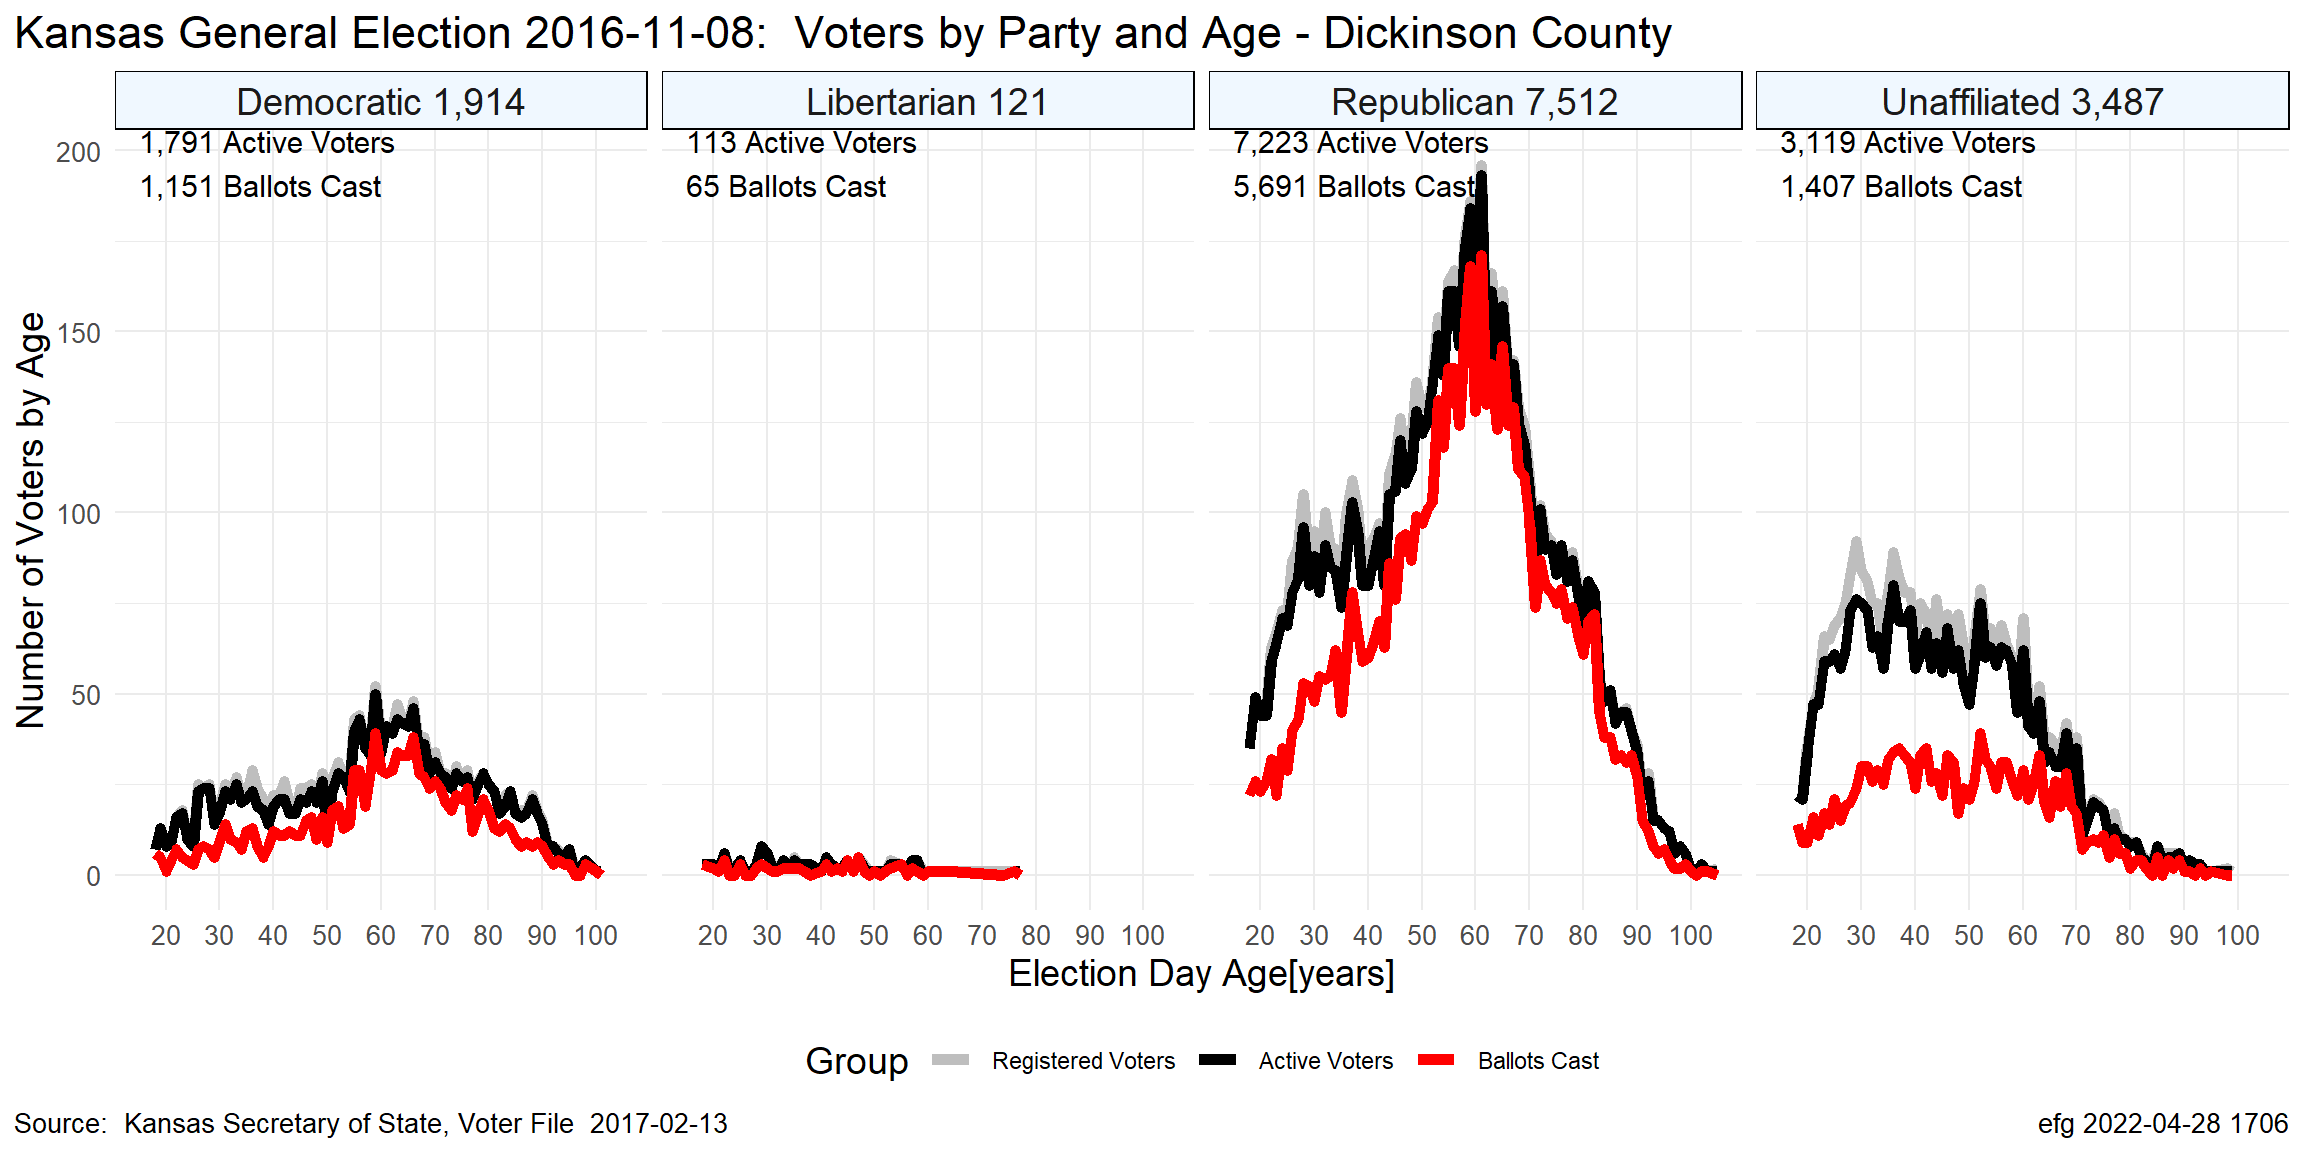 Kansas General Election 2016-11-08:  Voters by Party and Age - Dickinson County
Democratic 1,914
Libertarian 121
Republican 7,512
Unaffiliated 3,487
1,791 Active Voters
1,151 Ballots Cast
113 Active Voters
65 Ballots Cast
7,223 Active Voters
5,691 Ballots Cast
3,119 Active Voters
1,407 Ballots Cast
Number of Voters by Age
200
150
100
50
0
20 30 40 50 60 70 80 90 100
20 30 40 50 60 70 80 90 100
20 30 40 50 60 70 80 90 100
20 30 40 50 60 70 80 90 100
Election Day Age[years]
Group Registered Voters Active Voters Ballots Cast
Source:  Kansas Secretary of State, Voter File  2017-02-13
efg 2022-04-28 1706